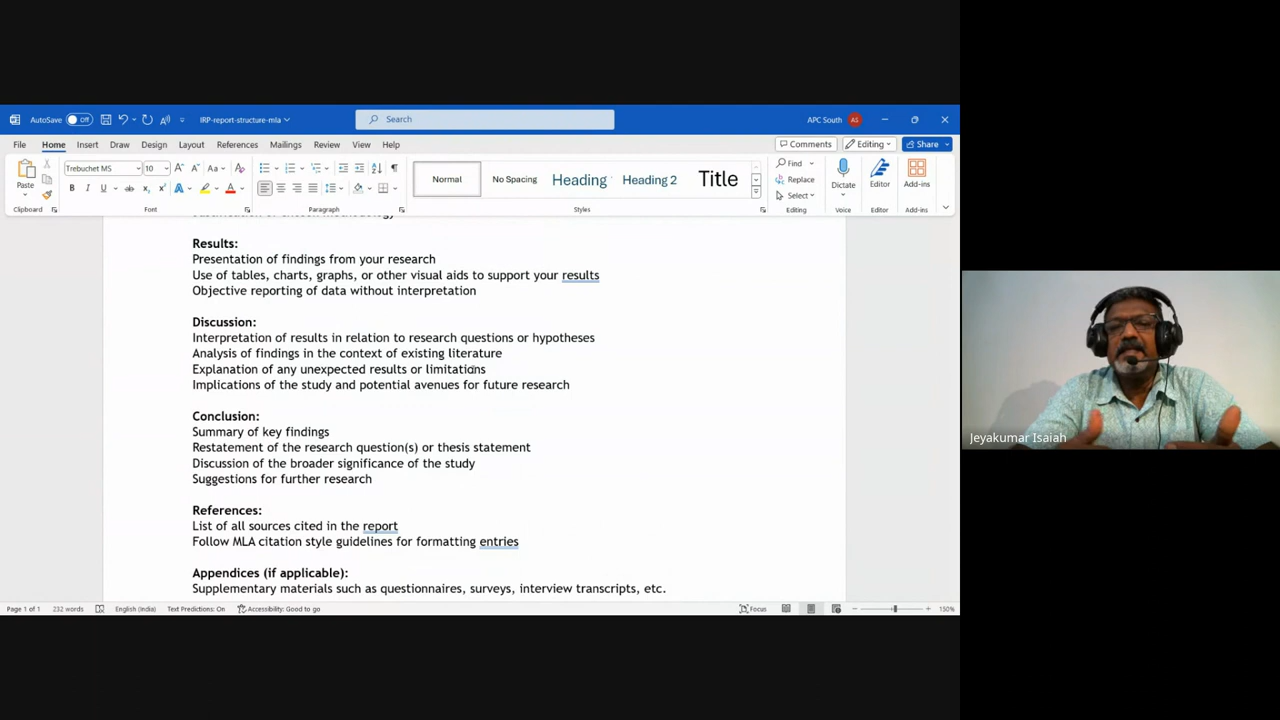 AutoSave Off IRP-report-structure-mla Search APC South AS
File Home Insert Draw Design Layout References Mailings Review View Help Comments Editing Share
Paste Trebuchet MS 10 Normal No Spacing Heading Heading 2 Title Find Replace Select Dictate Editor Add-ins
Clipboard Font Paragraph Styles Editing Voice Editor Add-ins
Results:
Presentation of findings from your research
Use of tables, charts, graphs, or other visual aids to support your results
Objective reporting of data without interpretation
Discussion:
Interpretation of results in relation to research questions or hypotheses
Analysis of findings in the context of existing literature
Explanation of any unexpected results or limitations
Implications of the study and potential avenues for future research
Conclusion:
Summary of key findings
Restatement of the research question(s) or thesis statement
Discussion of the broader significance of the study
Suggestions for further research
References:
List of all sources cited in the report
Follow MLA citation style guidelines for formatting entries
Appendices (if applicable):
Supplementary materials such as questionnaires, surveys, interview transcripts, etc.
Page 1 of 1 232 words English (India) Text Predictions: On Accessibility: Good to go Focus 150%
Jeyakumar Isaiah